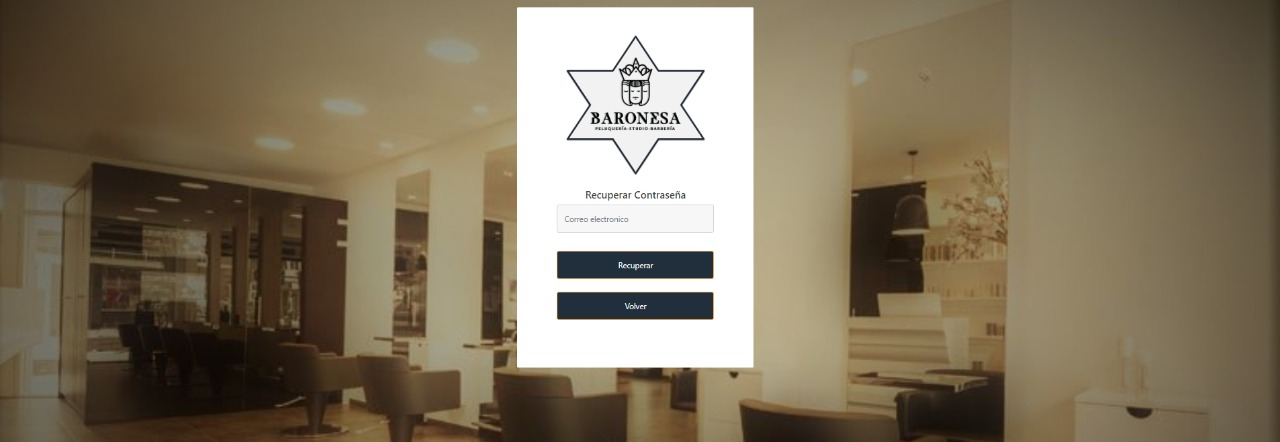 BARONESA
PELUQUERÍA-STUDIO-BARBERÍA
Recuperar Contraseña
Correo electronico
Recuperar
Volver